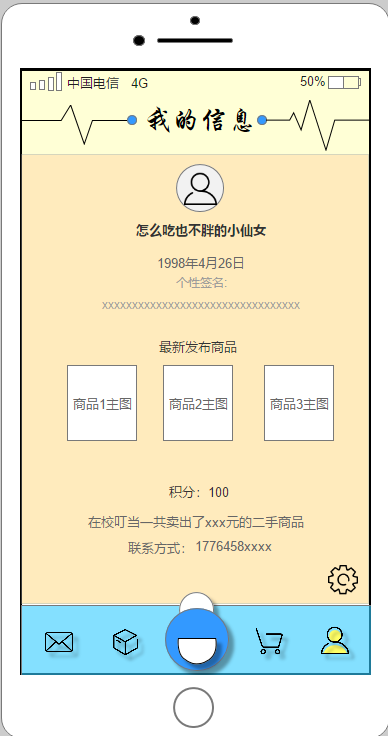 中国电信 4G 50%
我的信息
怎么吃也不胖的小仙女
1998年4月26日
个性签名:
xxxxxxxxxxxxxxxxxxxxxxxxxxxxxxxxx
最新发布商品
商品1主图 商品2主图 商品3主图
积分：100
在校叮当一共卖出了xxx元的二手商品
联系方式： 1776458xxxx